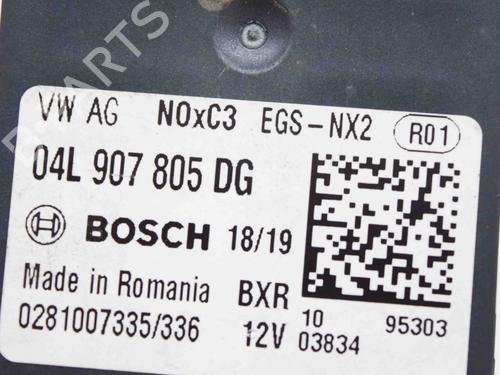 PARTS
VW AG NOxC3 EGS-NX2 R01
04L 907 805 DG
BOSCH 18/19
Made in Romania BXR
0281007335/336 12V
10 95303
03834